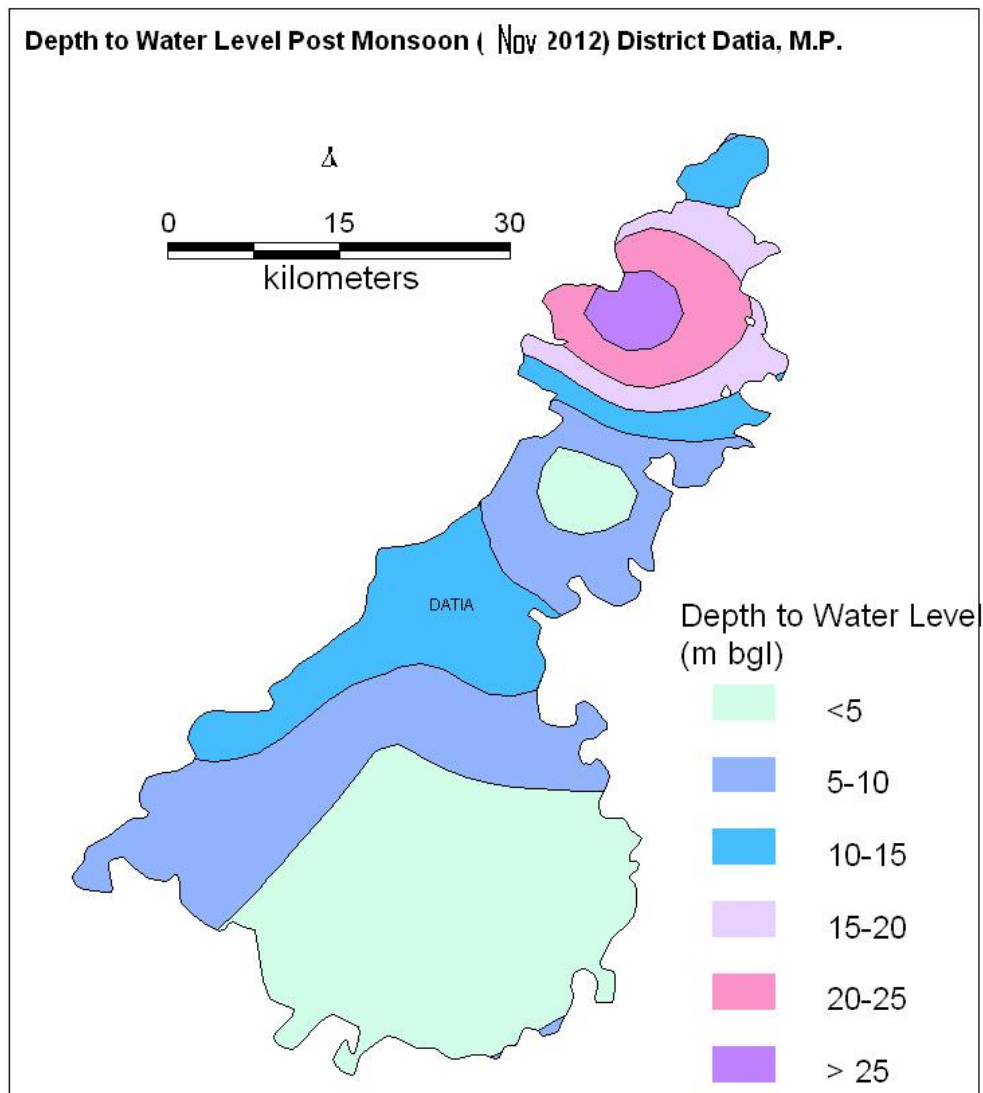 Depth to Water Level Post Monsoon ( Nov 2012) District Datia, M.P.
0 15 30
kilometers
DATIA
Depth to Water Level
(m bgl)
<5
5-10
10-15
15-20
20-25
> 25